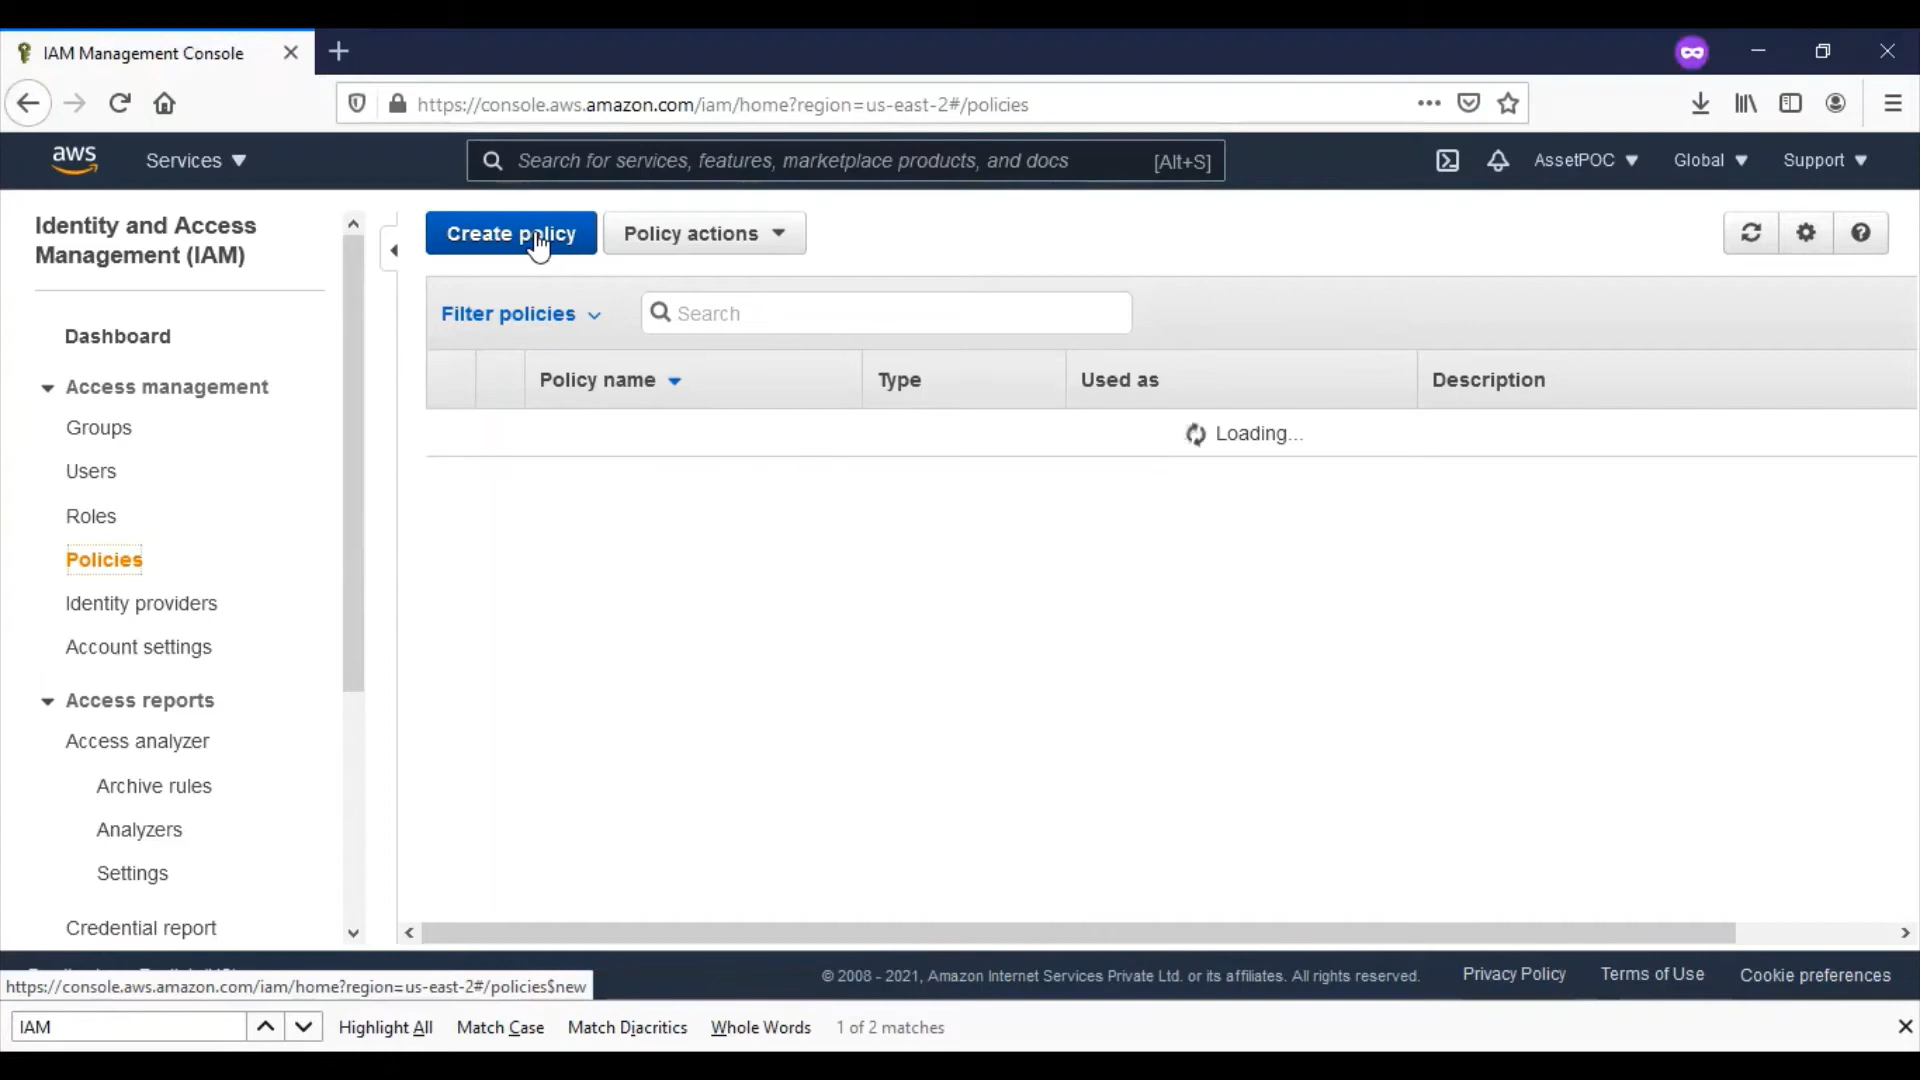 IAM Management Console
https://console.aws.amazon.com/iam/home?region=us-east-2#/policies
aws
Services
Search for services, features, marketplace products, and docs
[Alt+S]
AssetPOC
Global
Support
Identity and Access
Management (IAM)
Dashboard
Access management
Groups
Users
Roles
Policies
Identity providers
Account settings
Access reports
Access analyzer
Archive rules
Analyzers
Settings
Credential report
Create policy
Policy actions
Filter policies
Search
Policy name
Type
Used as
Description
Loading...
© 2008 - 2021, Amazon Internet Services Private Ltd. or its affiliates. All rights reserved.
Privacy Policy
Terms of Use
Cookie preferences
https://console.aws.amazon.com/iam/home?region=us-east-2#/policies$new
IAM
Highlight All
Match Case
Match Diacritics
Whole Words
1 of 2 matches